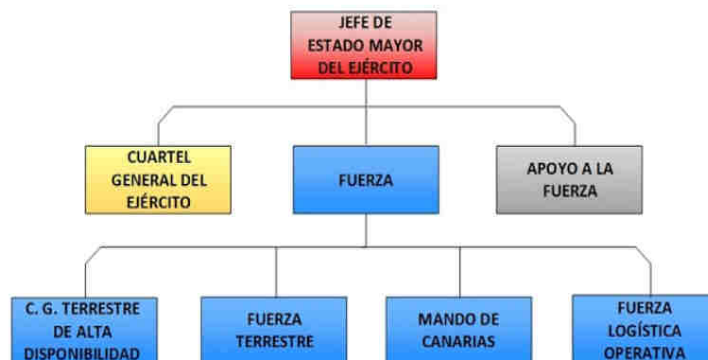 JEFE DE
ESTADO MAYOR
DEL EJÉRCITO
CUARTEL
GENERAL DEL
EJÉRCITO
FUERZA
APOYO A LA
FUERZA
C. G. TERRESTRE
DE ALTA
DISPONIBILIDAD
FUERZA
TERRESTRE
MANDO DE
CANARIAS
FUERZA
LOGÍSTICA
OPERATIVA